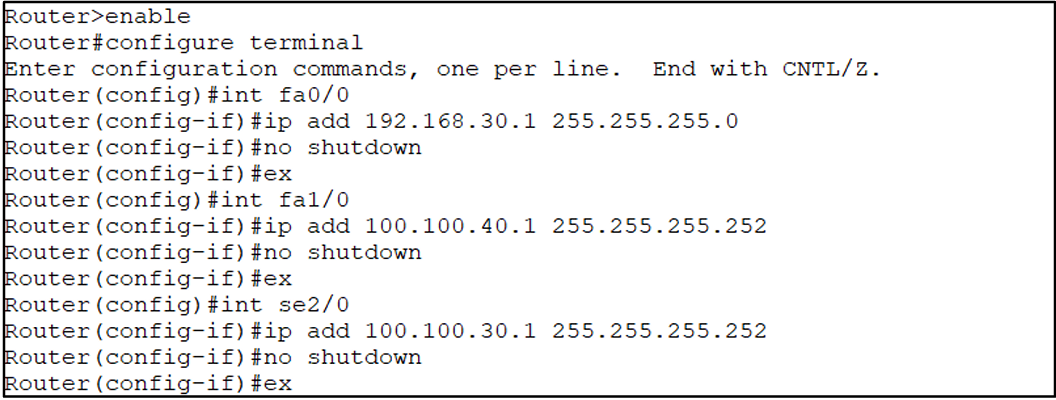 Router>enable
Router#configure terminal
Enter configuration commands, one per line.  End with CNTL/Z.
Router(config)#int fa0/0
Router(config-if)#ip add 192.168.30.1 255.255.255.0
Router(config-if)#no shutdown
Router(config-if)#ex
Router(config)#int fa1/0
Router(config-if)#ip add 100.100.40.1 255.255.255.252
Router(config-if)#no shutdown
Router(config-if)#ex
Router(config)#int se2/0
Router(config-if)#ip add 100.100.30.1 255.255.255.252
Router(config-if)#no shutdown
Router(config-if)#ex